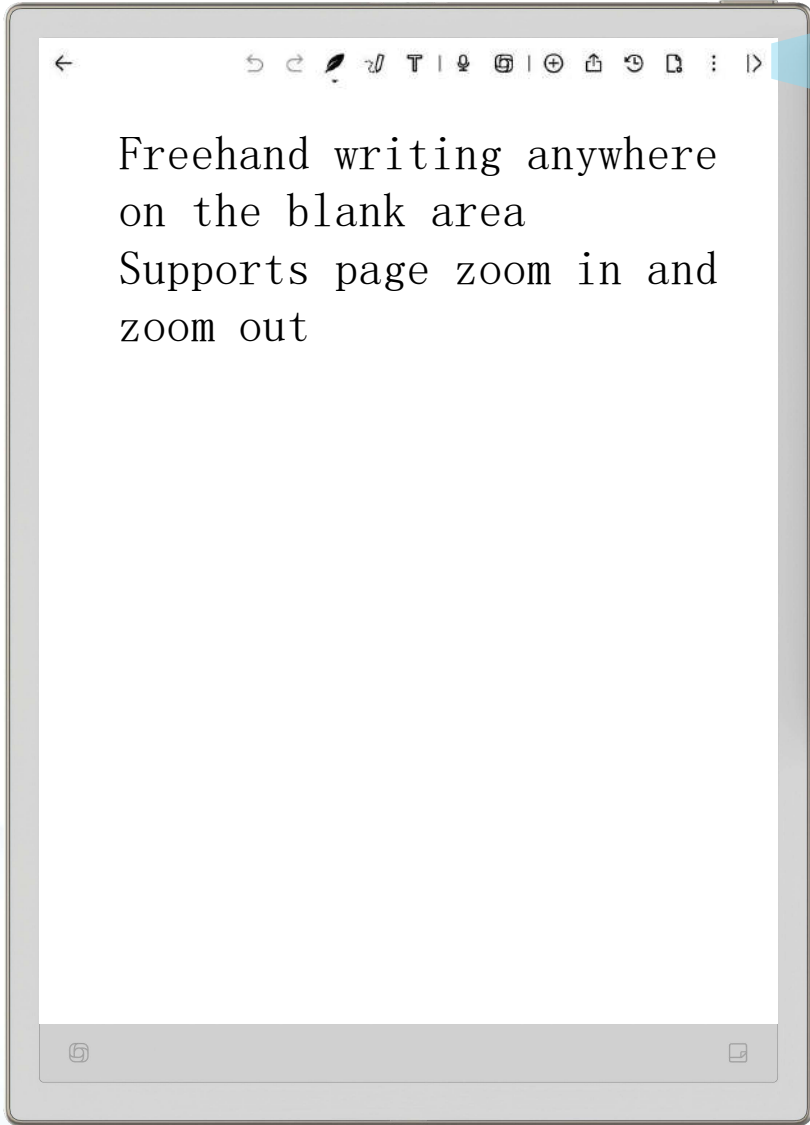 Freehand writing anywhere
on the blank area
Supports page zoom in and
zoom out